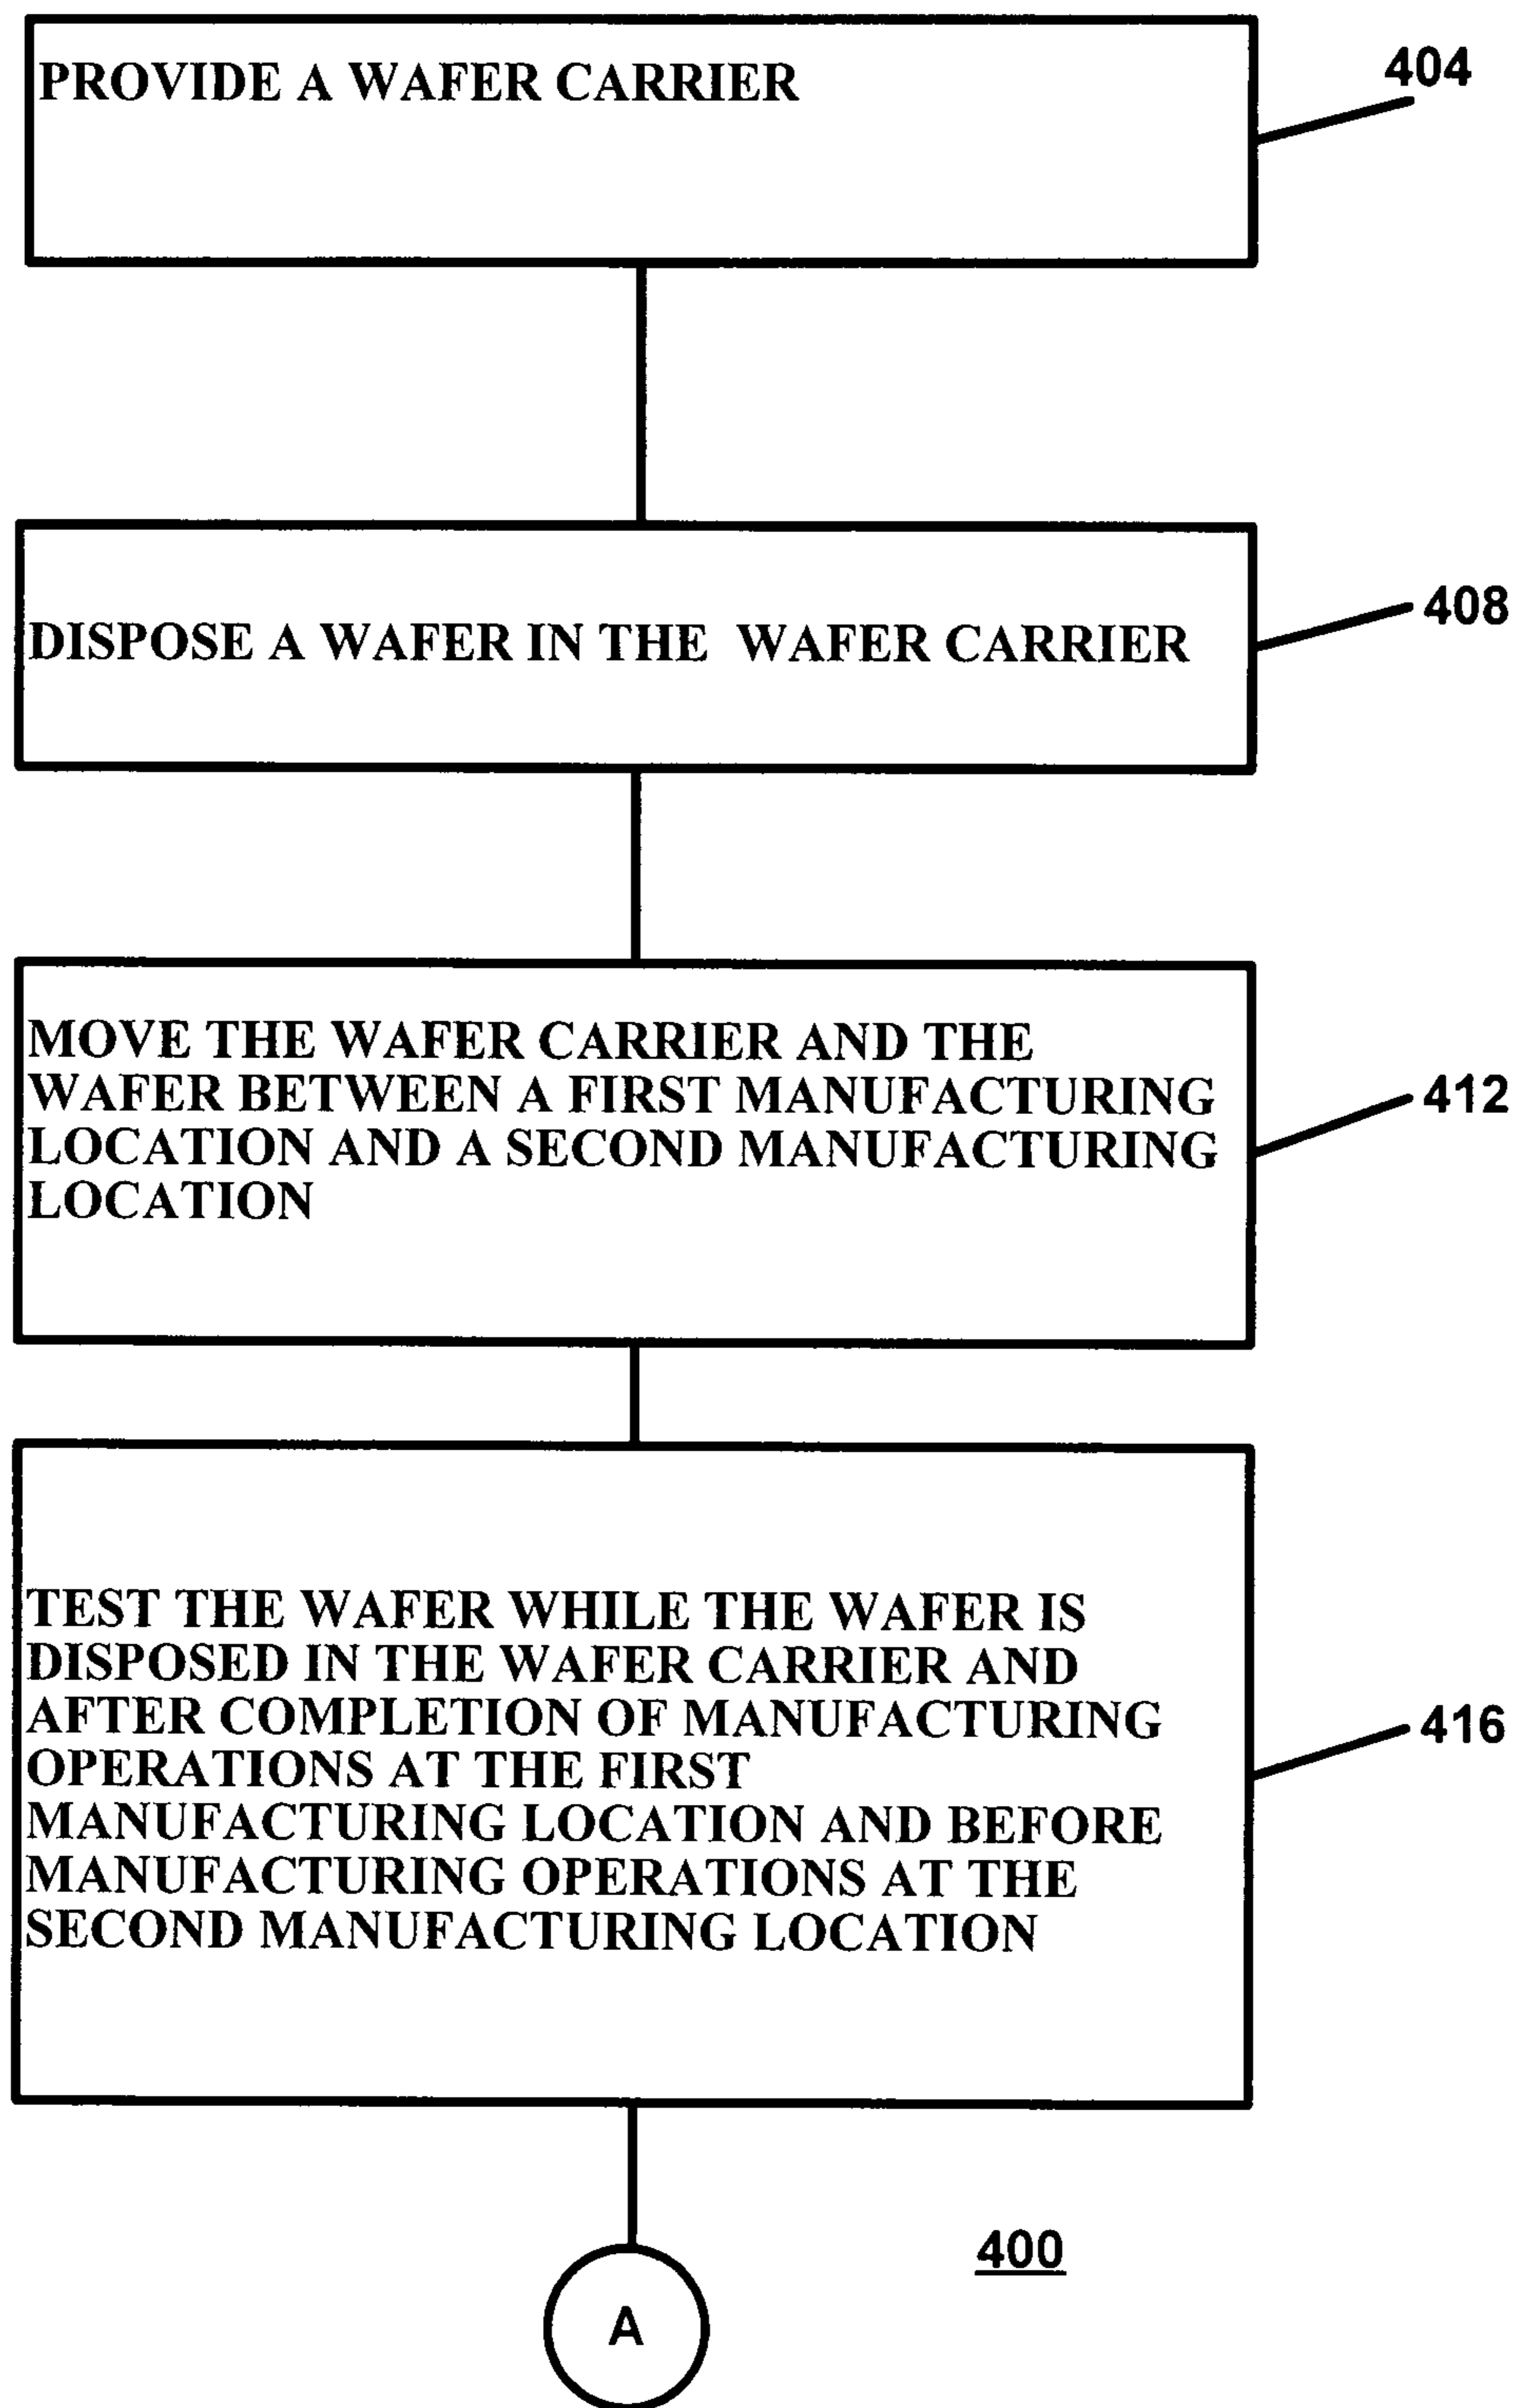 PROVIDE A WAFER CARRIER
404
DISPOSE A WAFER IN THE WAFER CARRIER
408
MOVE THE WAFER CARRIER AND THE
WAFER BETWEEN A FIRST MANUFACTURING
LOCATION AND A SECOND MANUFACTURING
LOCATION
412
TEST THE WAFER WHILE THE WAFER IS
DISPOSED IN THE WAFER CARRIER AND
AFTER COMPLETION OF MANUFACTURING
OPERATIONS AT THE FIRST
MANUFACTURING LOCATION AND BEFORE
MANUFACTURING OPERATIONS AT THE
SECOND MANUFACTURING LOCATION
416
400
A